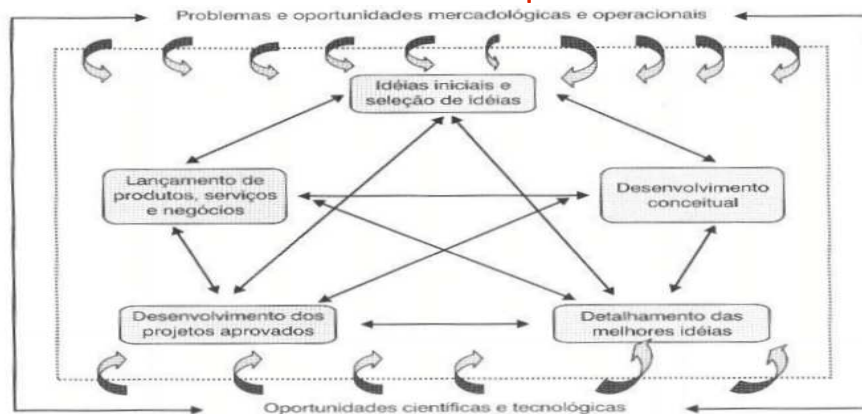 Problemas e oportunidades mercadológicas e operacionais
Idéias iniciais e
seleção de idéias
Lançamento de
produtos, serviços
e negócios
Desenvolvimento
conceitual
Desenvolvimento dos
projetos aprovados
Detalhamento das
melhores idéias
Oportunidades científicas e tecnológicas